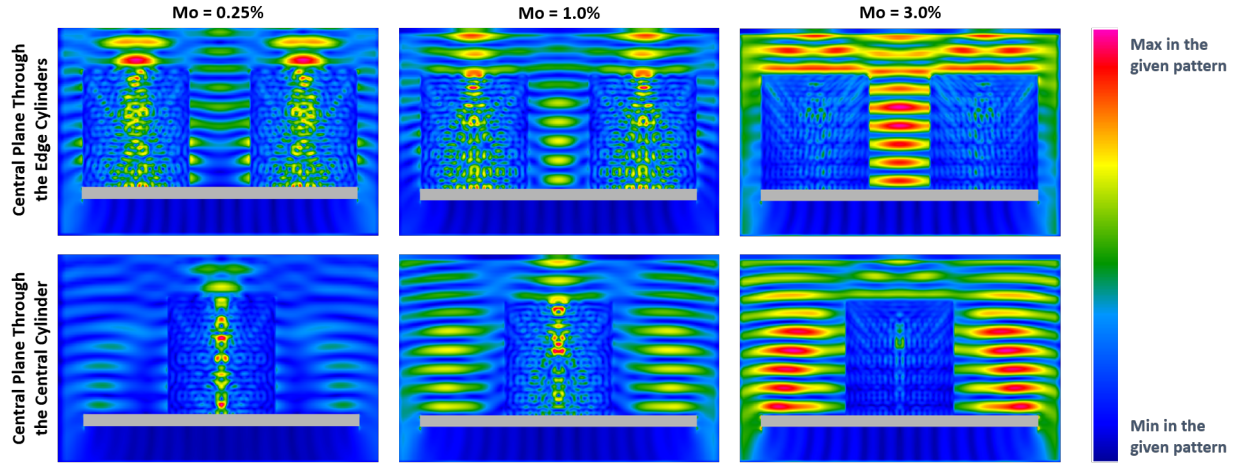 Mo = 0.25%
Mo = 1.0%
Mo = 3.0%
Central Plane Through
the Edge Cylinders
Central Plane Through
the Central Cylinder
Max in the
given pattern
Min in the
given pattern